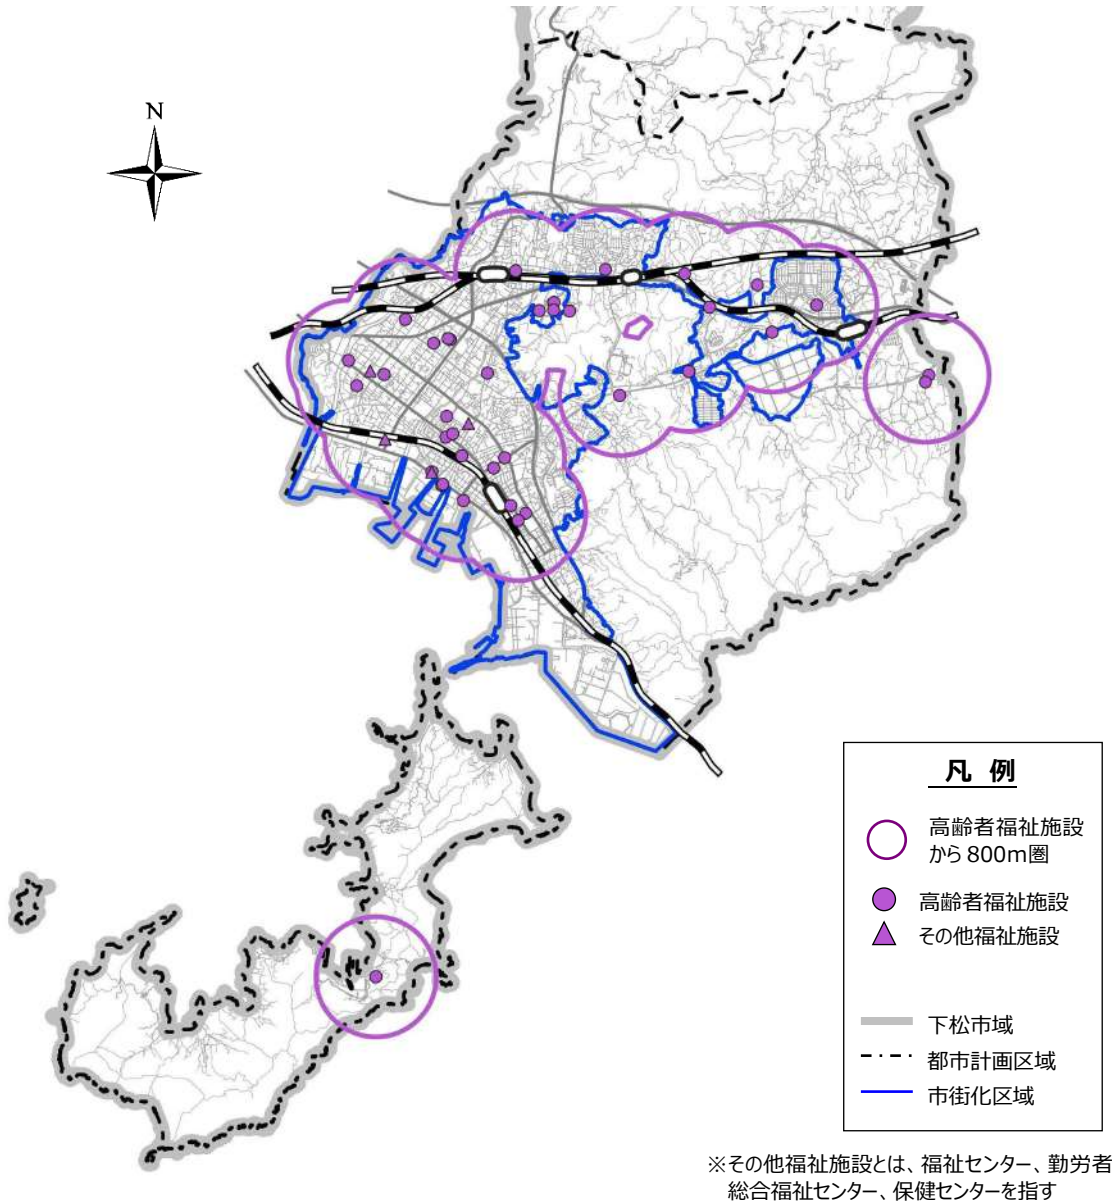 N
凡 例
高齢者福祉施設
から 800m圏
高齢者福祉施設
その他福祉施設
下松市域
都市計画区域
市街化区域
※その他福祉施設とは、福祉センター、勤労者
総合福祉センター、保健センターを指す